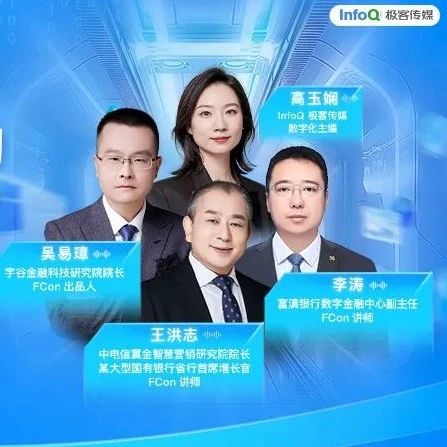 InfoQ 极客传媒
高玉娴
InfoQ 极客传媒
数字化主编
吴易璋
宇谷金融科技研究院院长
FCon 出品人
李涛
富滇银行数字金融中心副主任
FCon 讲师
王洪志
中电信翼金智慧营销研究院院长
某大型国有银行省行首席增长官
FCon 讲师